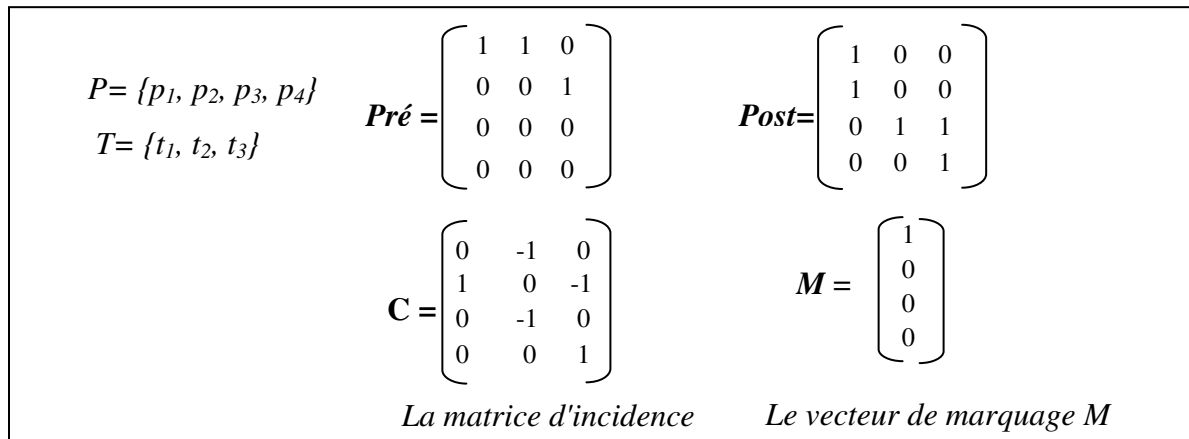 P= {p1, p2, p3, p4}
T= {t1, t2, t3}
Pré =
1 1 0
0 0 1
0 0 0
0 0 0
Post=
1 0 0
1 0 0
0 1 1
0 0 1
C =
0 -1 0
1 0 -1
0 -1 0
0 0 1
M =
1
0
0
0
La matrice d'incidence
Le vecteur de marquage M